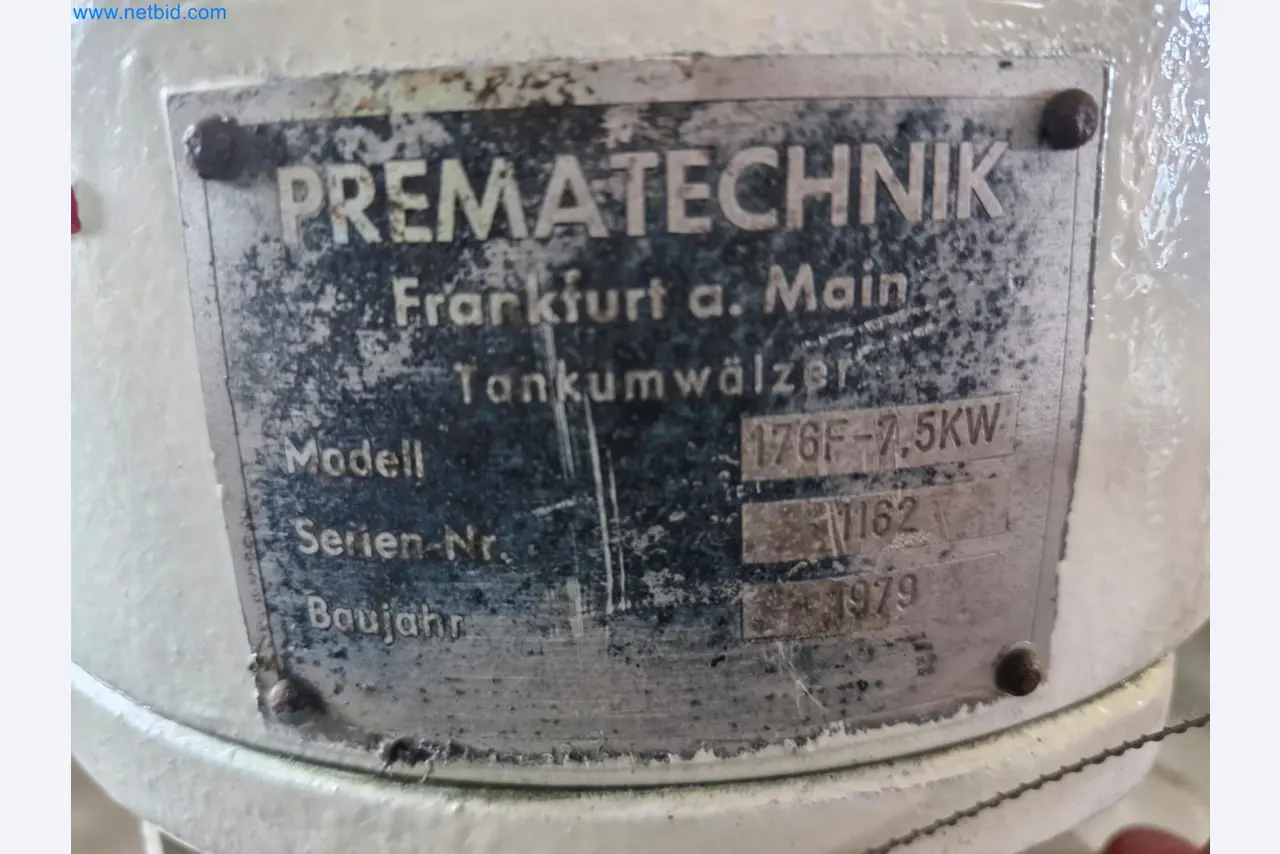 www.netbid.com
PREMATECHNIK
Frankfurt a. Main
Tankumwälzer
Modell 176F-7,5KW
Serien-Nr. 1162
Baujahr 1979